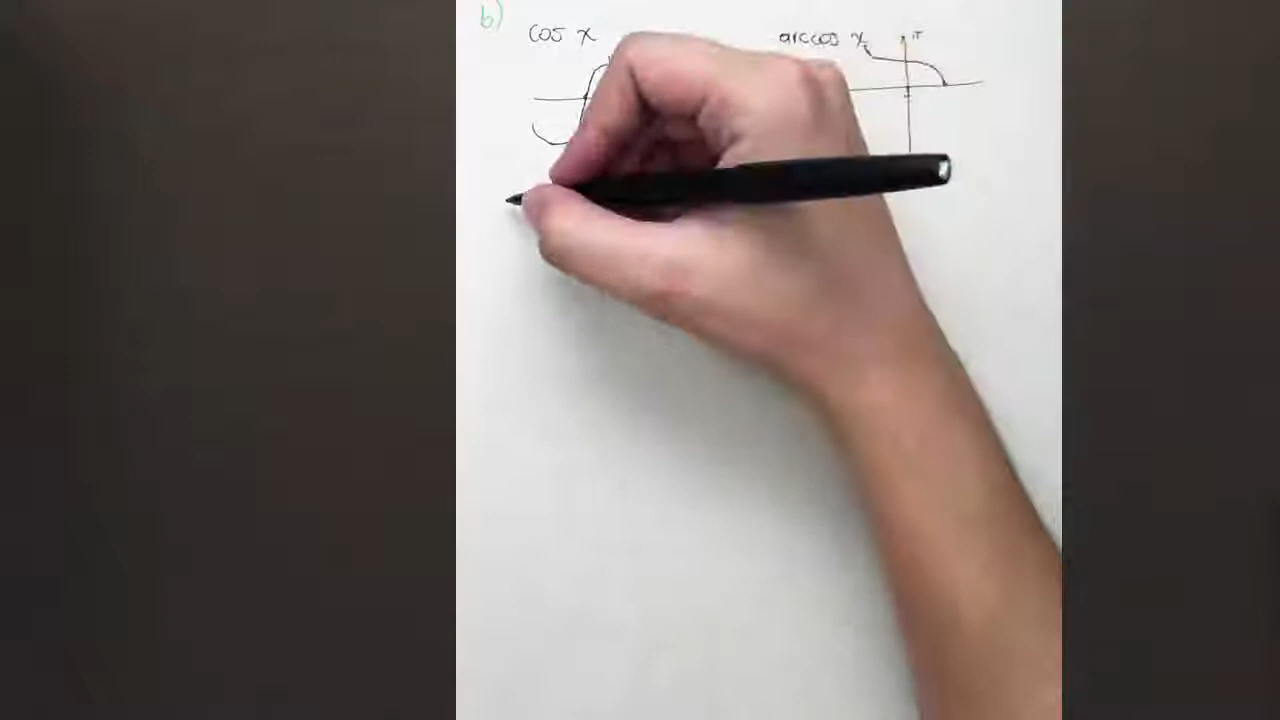 b)
cos x
arccos x
π